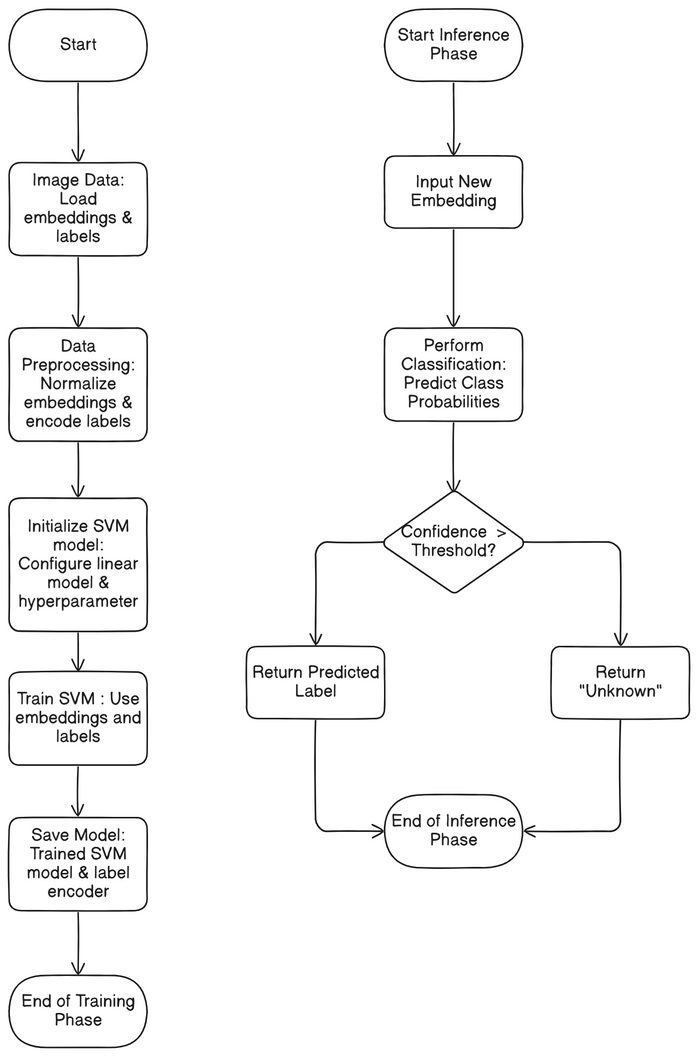 Start
Image Data:
Load
embeddings &
labels
Data
Preprocessing:
Normalize
embeddings &
encode labels
Initialize SVM
model:
Configure linear
model &
hyperparameter
Train SVM : Use
embeddings and
labels
Save Model:
Trained SVM
model & label
encoder
End of Training
Phase
Start Inference
Phase
Input New
Embedding
Perform
Classification:
Predict Class
Probabilities
Confidence >
Threshold?
Return Predicted
Label
Return
"Unknown"
End of Inference
Phase